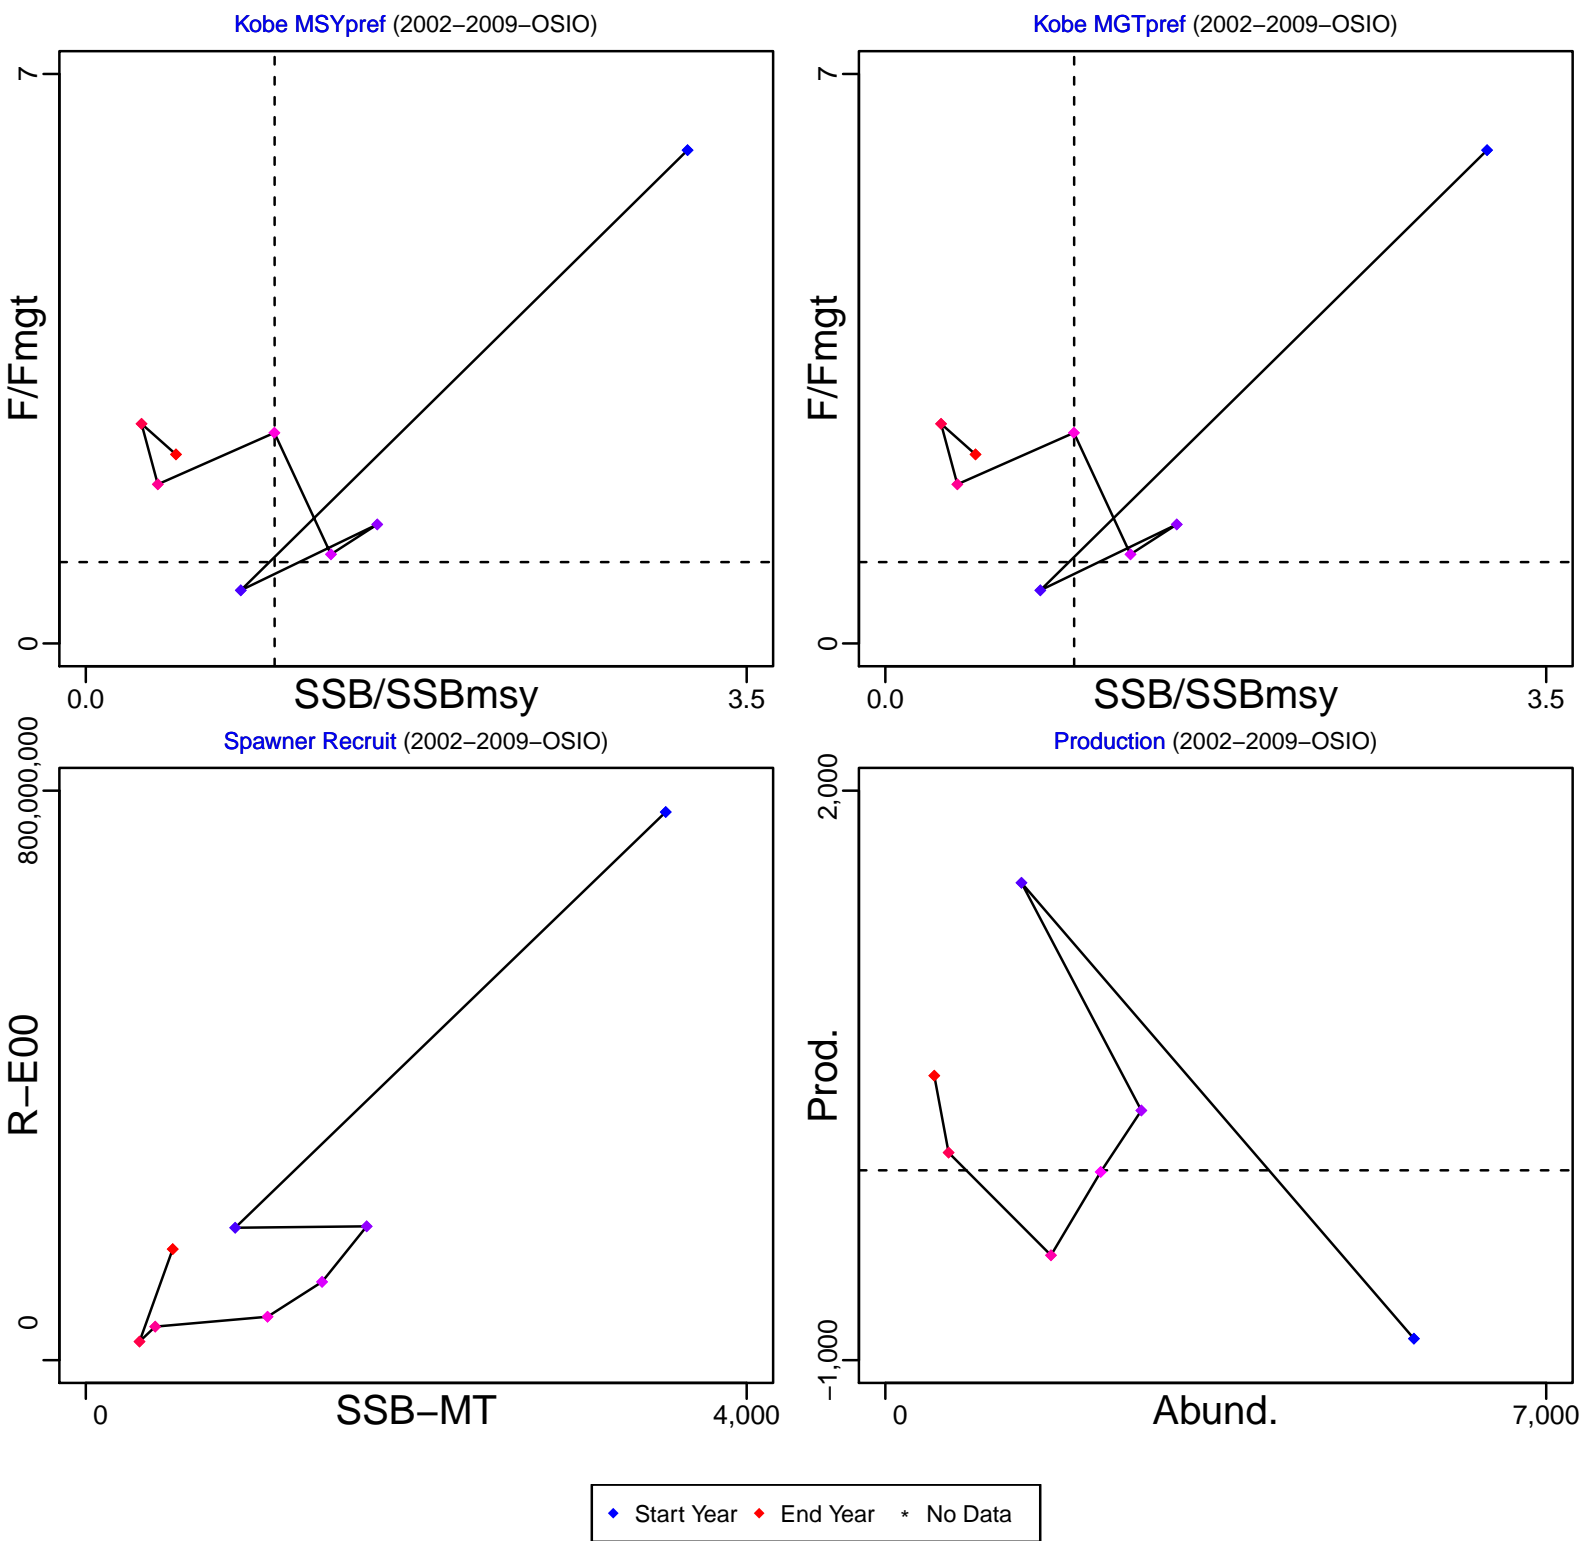 Kobe MSYpref (2002−2009−OSIO)
7
0
F/Fmgt
0.0
3.5
SSB/SSBmsy
Kobe MGTpref (2002−2009−OSIO)
7
0
F/Fmgt
0.0
3.5
SSB/SSBmsy
Spawner Recruit (2002−2009−OSIO)
800,000,000
0
R−E00
0
4,000
SSB−MT
Production (2002−2009−OSIO)
2,000
−1,000
Prod.
0
7,000
Abund.
Start Year End Year * No Data